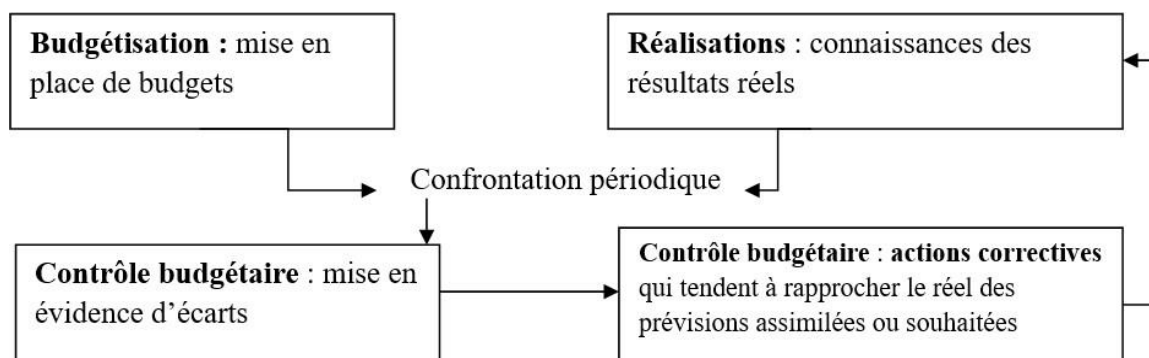 Budgétisation : mise en
place de budgets
Réalisations : connaissances des
résultats réels
Confrontation périodique
Contrôle budgétaire : mise en
évidence d’écarts
Contrôle budgétaire : actions correctives
qui tendent à rapprocher le réel des
prévisions assimilées ou souhaitées